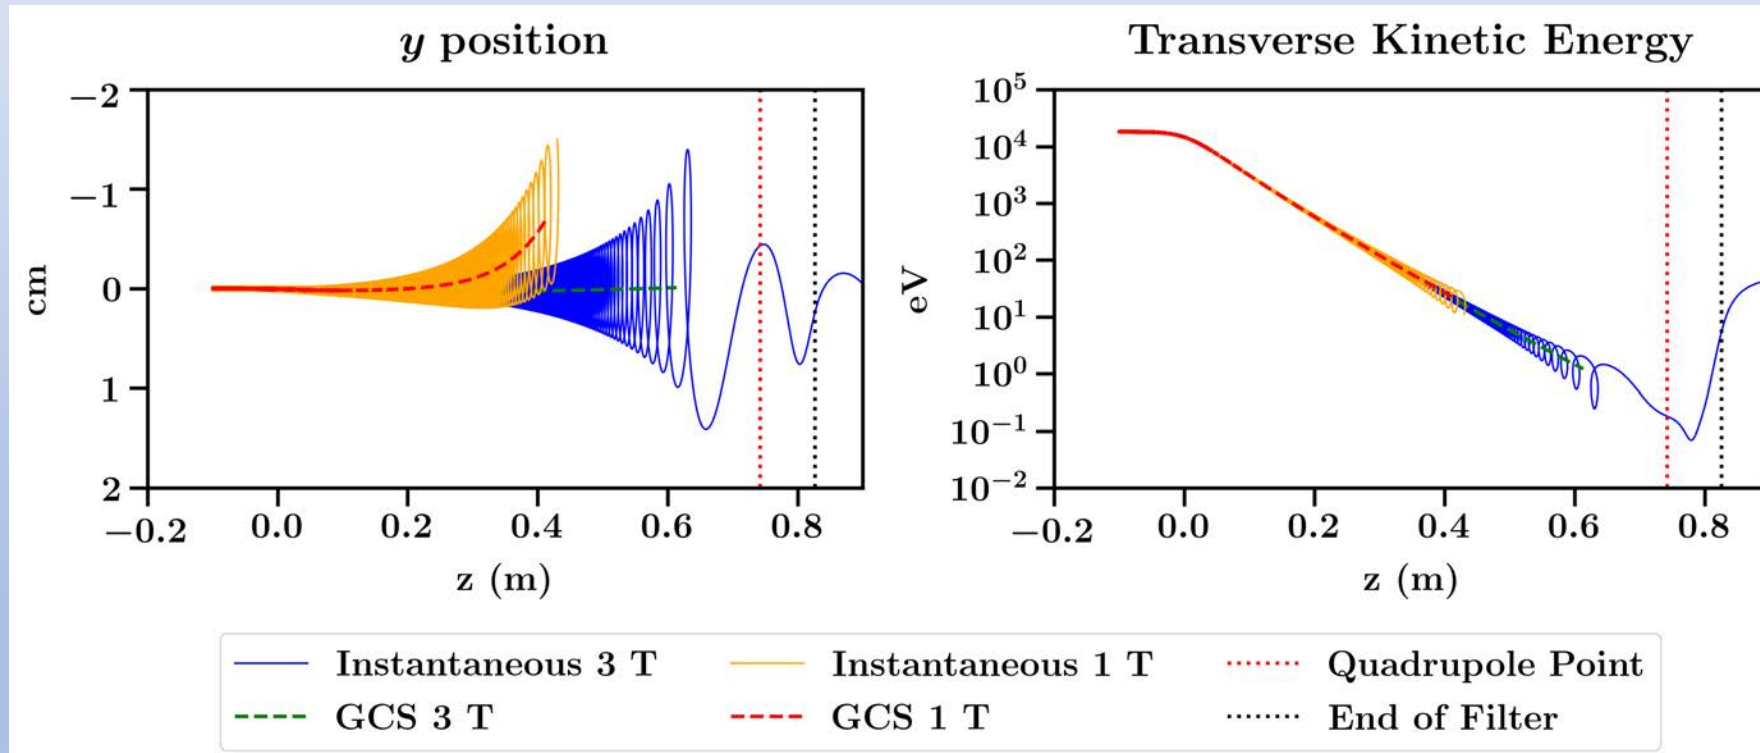 y position
−2
−1
0
1
2
cm
−0.2
0.0
0.2
0.4
0.6
0.8
z (m)
Transverse Kinetic Energy
10^5
10^4
10^3
10^2
10^1
10^0
10^−1
10^−2
eV
−0.2
0.0
0.2
0.4
0.6
0.8
z (m)
Instantaneous 3 T
Instantaneous 1 T
Quadrupole Point
GCS 3 T
GCS 1 T
End of Filter